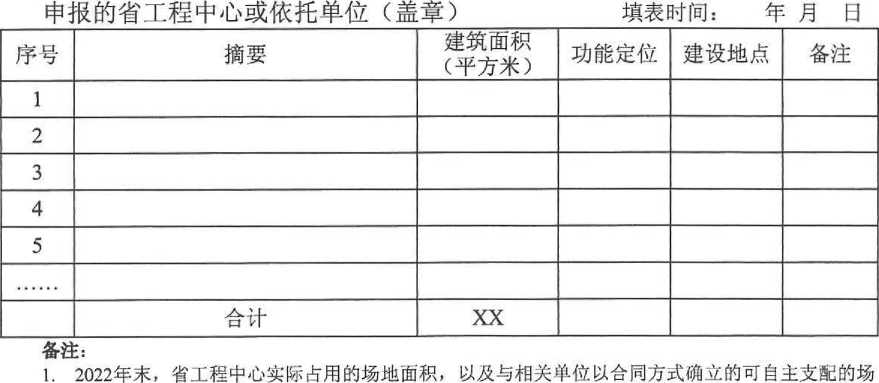 申报的省工程中心或依托单位（盖章） 填表时间： 年 月 日
序号 摘要 建筑面积（平方米） 功能定位 建设地点 备注
1
2
3
4
5
……
合计 XX
备注：
1. 2022年末，省工程中心实际占用的场地面积，以及与相关单位以合同方式确立的可自主支配的场